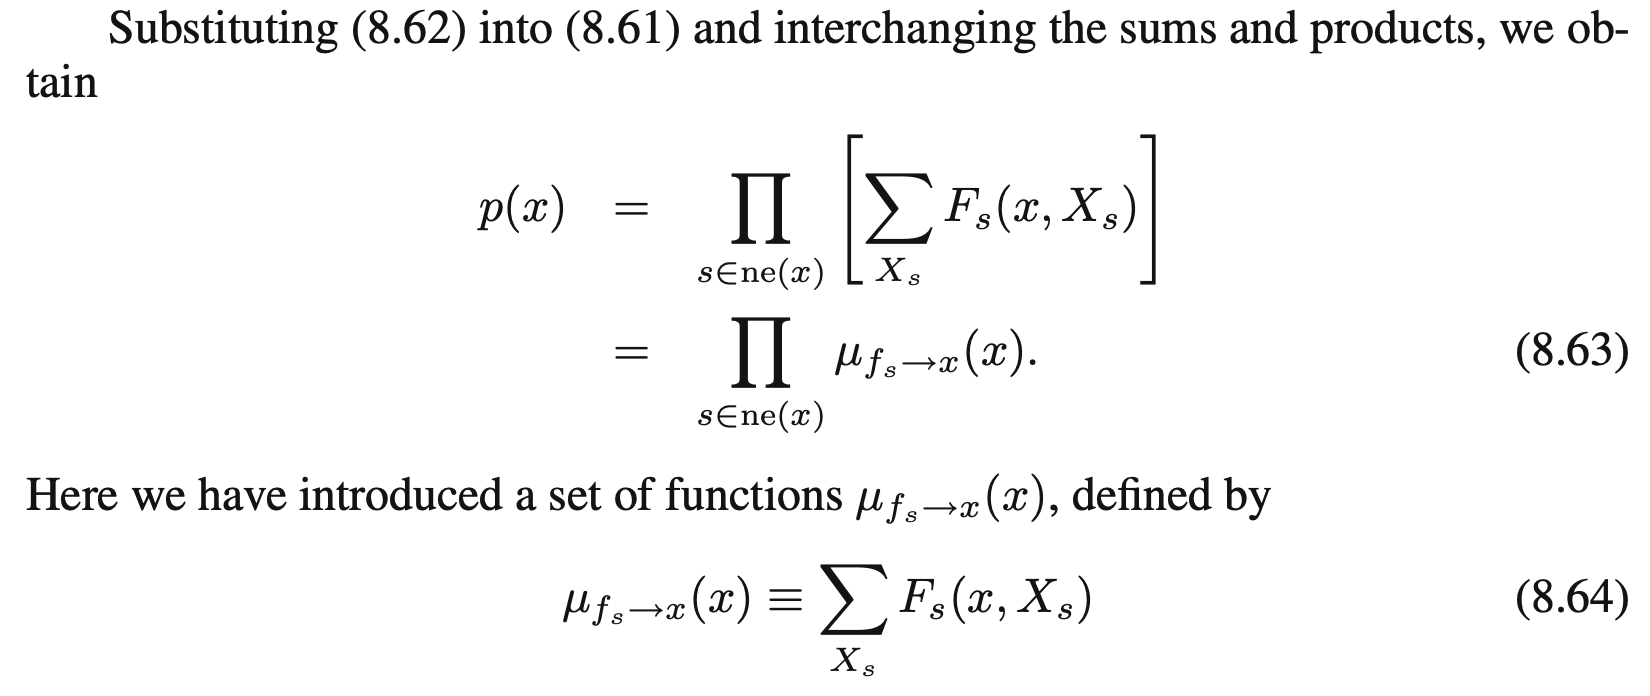 Substituting (8.62) into (8.61) and interchanging the sums and products, we ob-
tain
p(x) = ∏_{s∈ne(x)} [∑_{X_s} F_s(x, X_s)]
= ∏_{s∈ne(x)} μ_{f_s→x}(x). (8.63)
Here we have introduced a set of functions μ_{f_s→x}(x), defined by
μ_{f_s→x}(x) ≡ ∑_{X_s} F_s(x, X_s) (8.64)